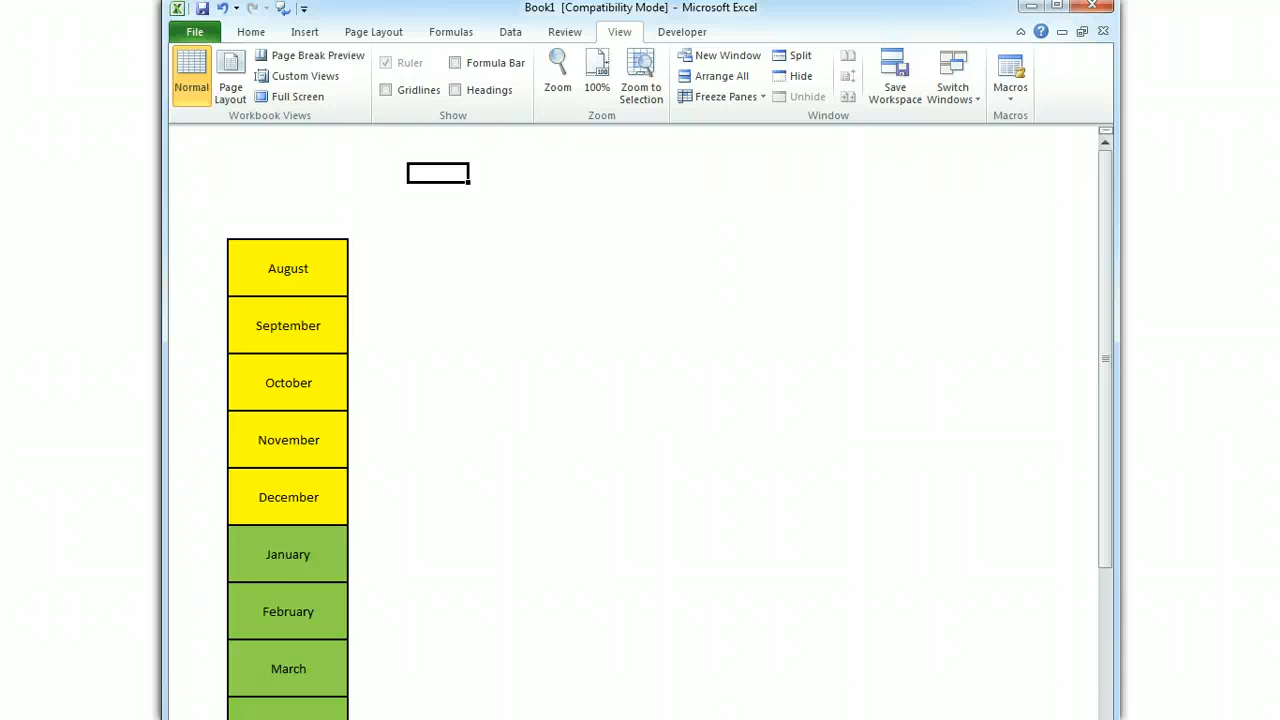 Book1 [Compatibility Mode] - Microsoft Excel
File Home Insert Page Layout Formulas Data Review View Developer
Normal
Page Layout
Page Break Preview
Custom Views
Full Screen
Workbook Views
Ruler
Formula Bar
Gridlines
Headings
Show
Zoom
100%
Zoom to Selection
Zoom
New Window
Arrange All
Freeze Panes
Split
Hide
Unhide
Save Workspace
Switch Windows
Window
Macros
Macros
August
September
October
November
December
January
February
March